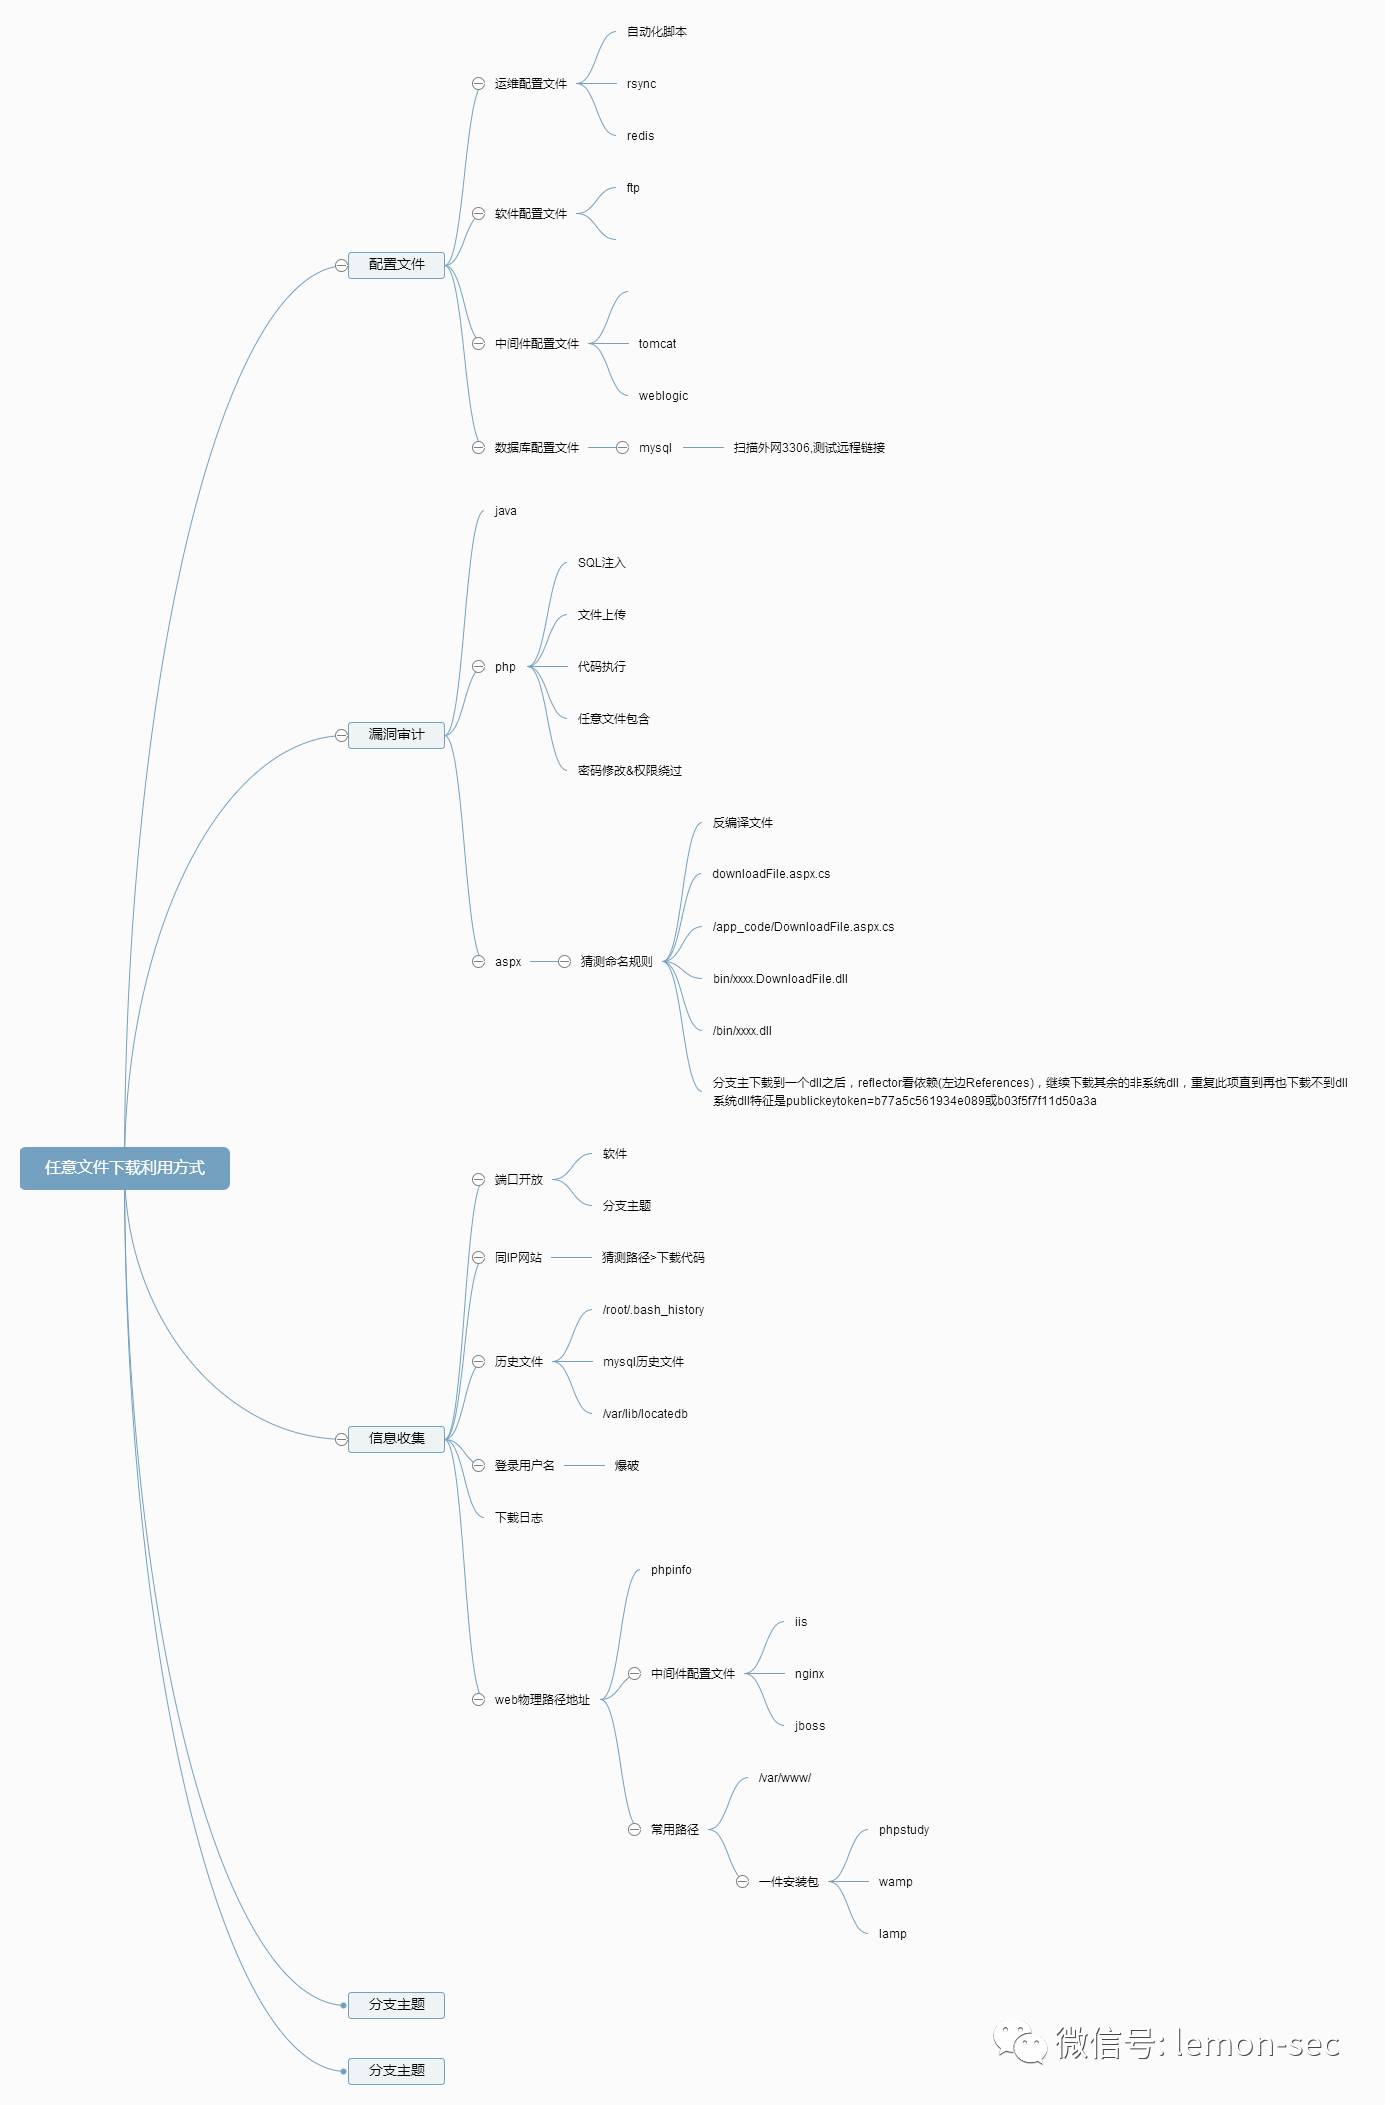 自动化脚本
运维配置文件
rsync
redis
ftp
软件配置文件
配置文件
中间件配置文件
tomcat
weblogic
数据库配置文件
mysql
扫描外网3306,测试远程链接
java
SQL注入
文件上传
php
代码执行
任意文件包含
漏洞审计
密码修改&权限绕过
反编译文件
downloadFile.aspx.cs
/app_code/DownloadFile.aspx.cs
aspx
猜测命名规则
bin/xxxx.DownloadFile.dll
/bin/xxxx.dll
分支主下载到一个dll之后，reflector看依赖(左边References)，继续下载其余的非系统dll，重复此项直到再也下载不到dll
系统dll特征是publickeytoken=b77a5c561934e089或b03f5f7f11d50a3a
任意文件下载利用方式
软件
端口开放
分支主题
同IP网站
猜测路径>下载代码
/root/.bash_history
历史文件
mysql历史文件
/var/lib/locatedb
信息收集
登录用户名
爆破
下载日志
phpinfo
iis
中间件配置文件
nginx
jboss
web物理路径地址
/var/www/
常用路径
phpstudy
一件安装包
wamp
lamp
分支主题
分支主题
微信号: lemon-sec